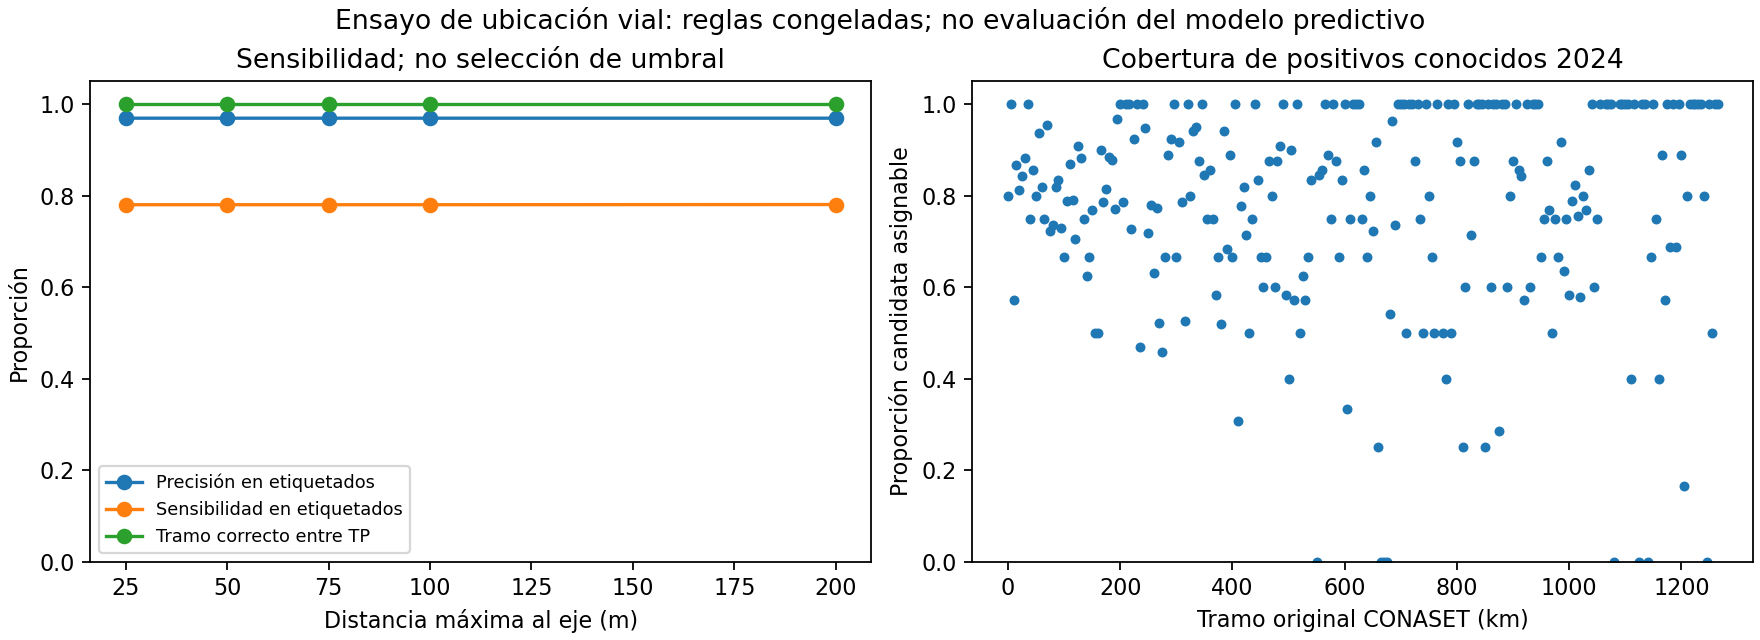 Ensayo de ubicación vial: reglas congeladas; no evaluación del modelo predictivo
Sensibilidad; no selección de umbral
Proporción
1.0
0.8
0.6
0.4
0.2
0.0
Precisión en etiquetados
Sensibilidad en etiquetados
Tramo correcto entre TP
25 50 75 100 125 150 175 200
Distancia máxima al eje (m)
Cobertura de positivos conocidos 2024
Proporción candidata asignable
1.0
0.8
0.6
0.4
0.2
0.0
0 200 400 600 800 1000 1200
Tramo original CONASET (km)